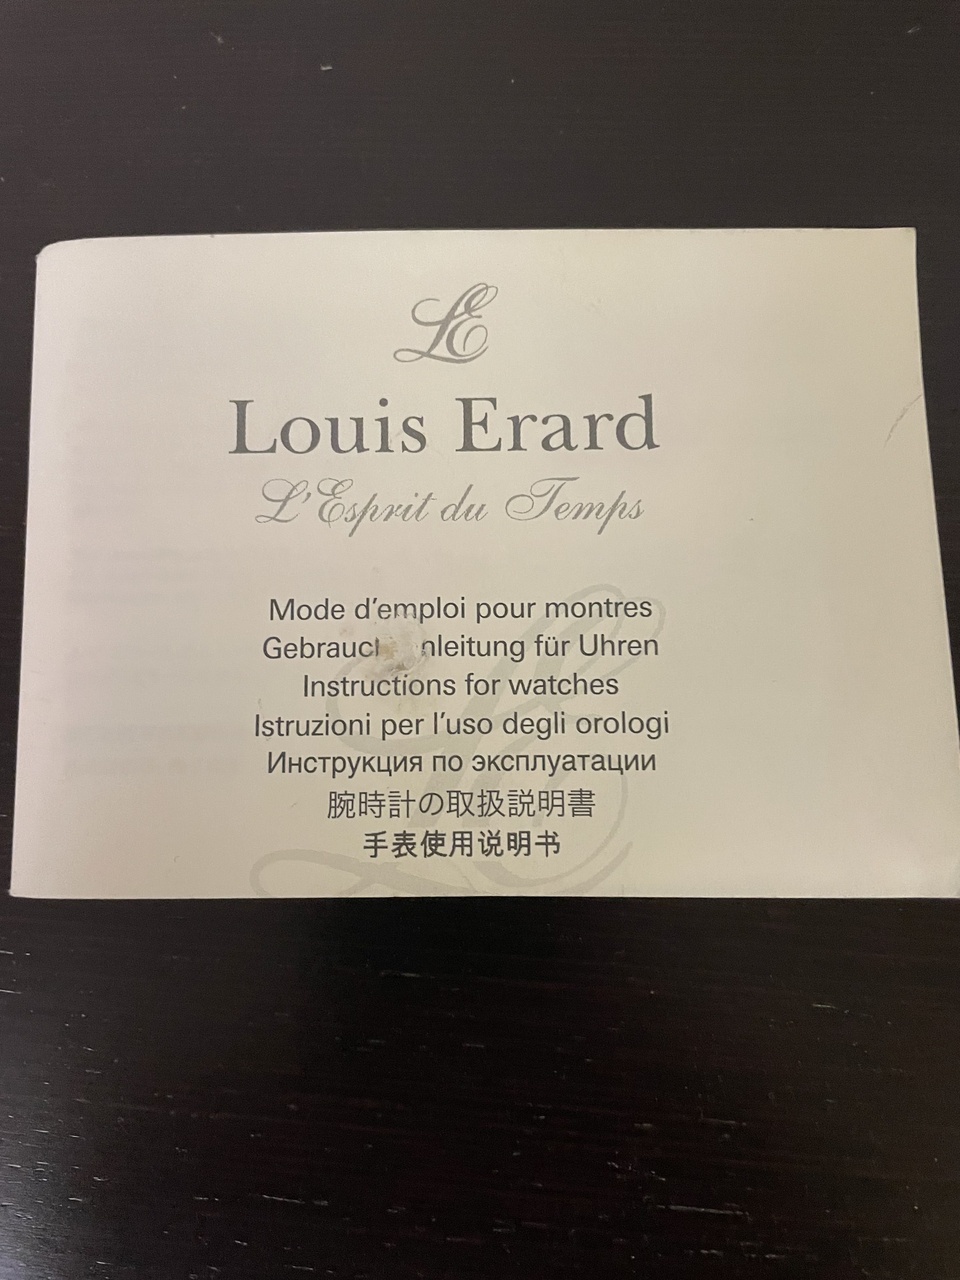 LE
Louis Erard
L'Esprit du Temps
Mode d'emploi pour montres
für Uhren
Instructions for watches
Istruzioni per l'uso degli orologi
Инструкция по эксплуатации
腕時計の取扱説明書
手表使用说明书